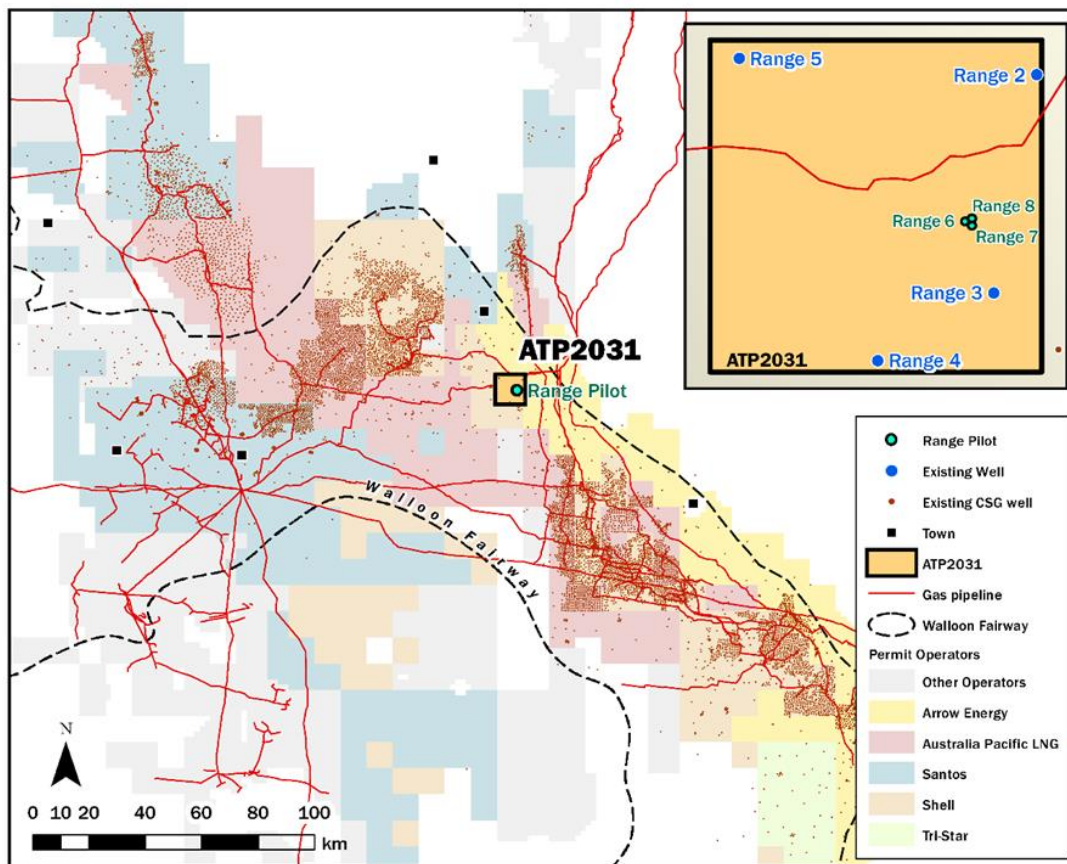 Range 5
Range 2
Range 8
Range 6
Range 7
Range 3
Range 4
ATP2031
ATP2031
Range Pilot
Walloon Fairway
Range Pilot
Existing Well
Existing CSG well
Town
ATP2031
Gas pipeline
Walloon Fairway
Permit Operators
Other Operators
Arrow Energy
Australia Pacific LNG
Santos
Shell
Tri-Star
N
0 10 20 40 60 80 100
km